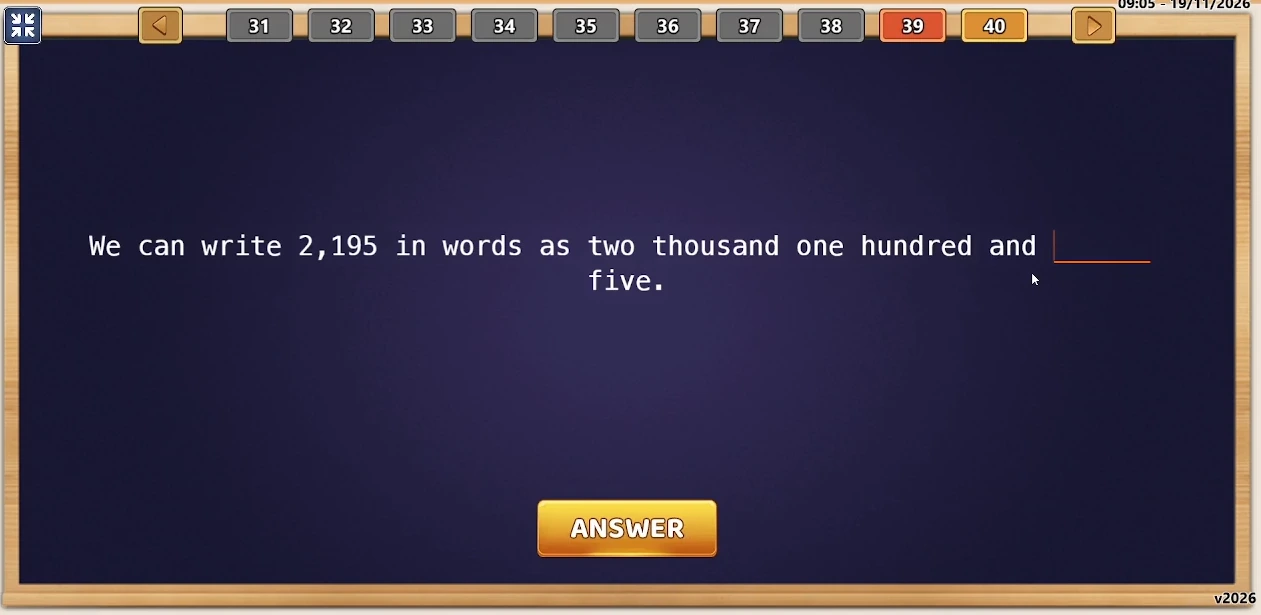 09:05 - 19/11/2026
31 32 33 34 35 36 37 38 39 40
We can write 2,195 in words as two thousand one hundred and ______
five.
ANSWER
v2026